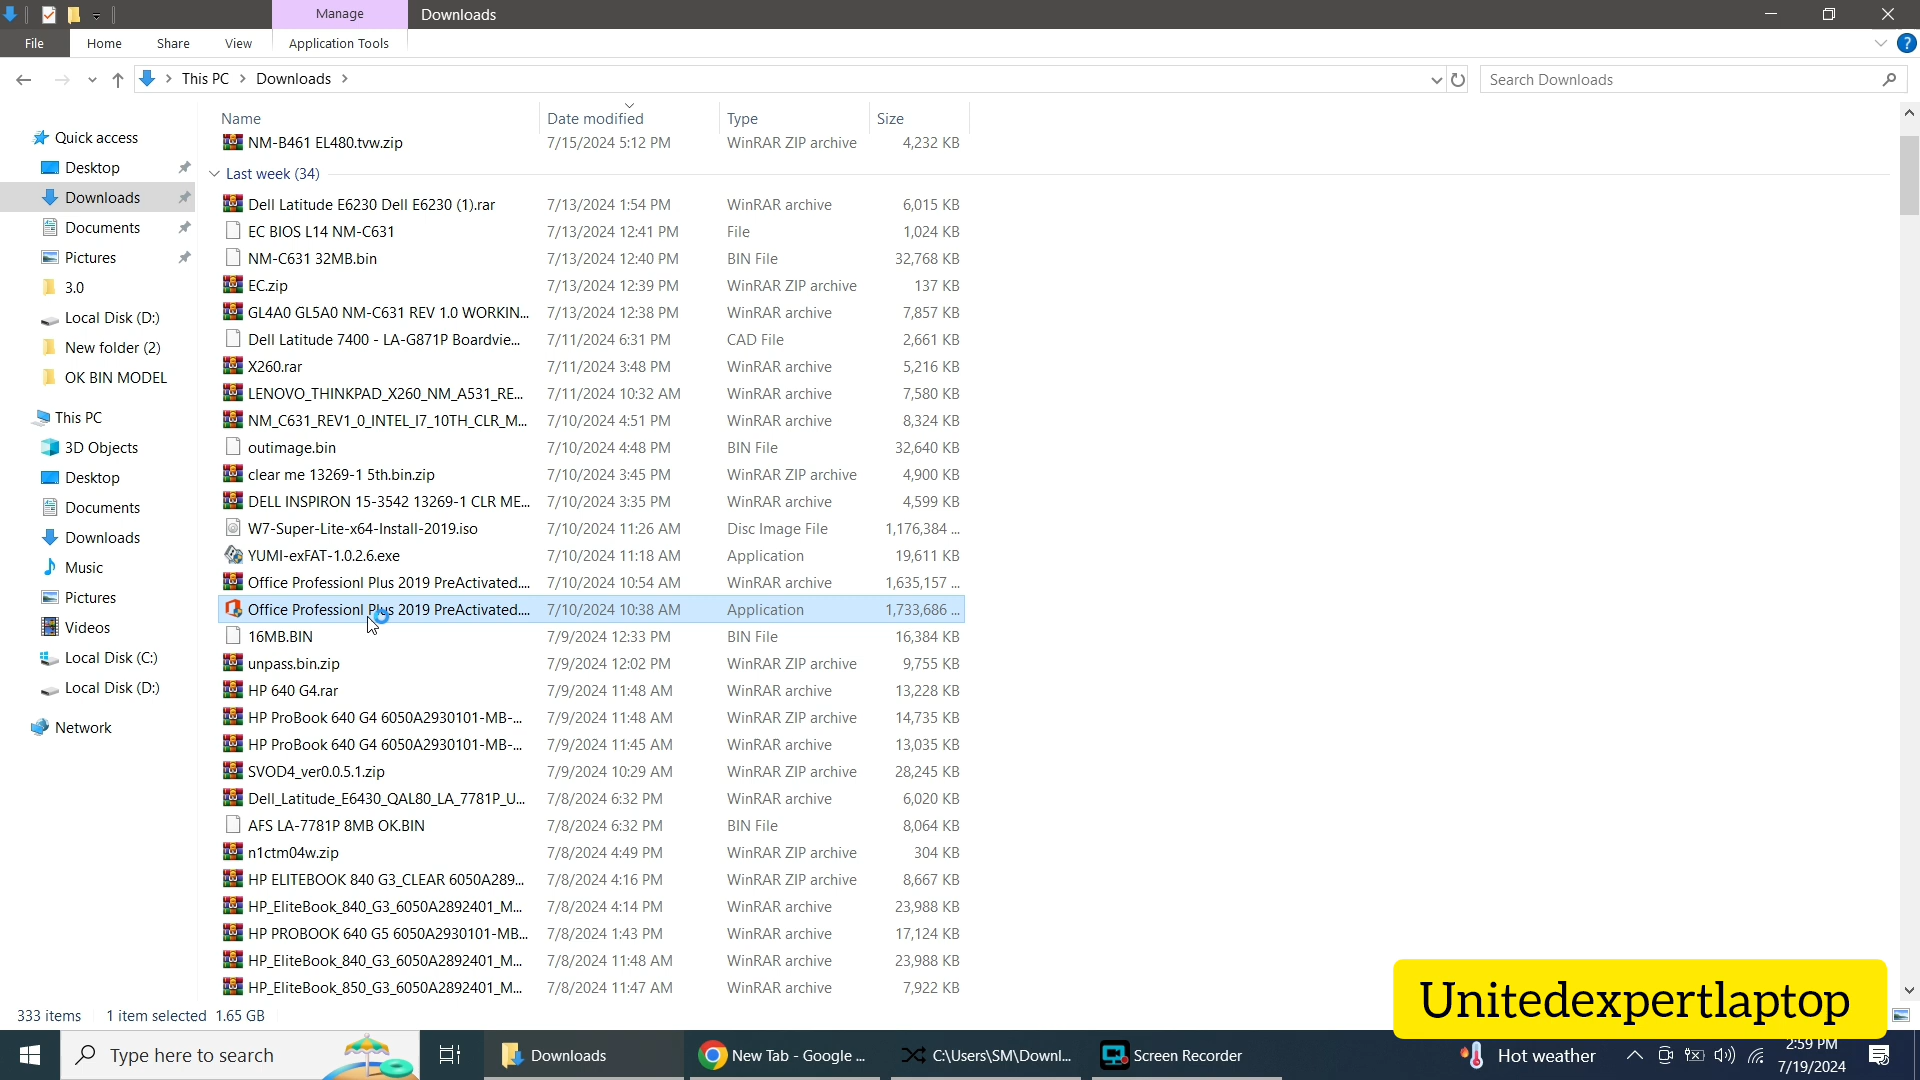 Manage
Downloads
File
Home
Share
View
Application Tools
This PC
Downloads
Search Downloads
Name
Date modified
Type
Size
Quick access
Desktop
Downloads
Documents
Pictures
3.0
Local Disk (D:)
New folder (2)
OK BIN MODEL
This PC
3D Objects
Desktop
Documents
Downloads
Music
Pictures
Videos
Local Disk (C:)
Local Disk (D:)
Network
NM-B461 EL480.tvw.zip 7/15/2024 5:12 PM WinRAR ZIP archive 4,232 KB
Last week (34)
Dell Latitude E6230 Dell E6230 (1).rar 7/13/2024 1:54 PM WinRAR archive 6,015 KB
EC BIOS L14 NM-C631 7/13/2024 12:41 PM File 1,024 KB
NM-C631 32MB.bin 7/13/2024 12:40 PM BIN File 32,768 KB
EC.zip 7/13/2024 12:39 PM WinRAR ZIP archive 137 KB
GL4A0 GL5A0 NM-C631 REV 1.0 WORKIN... 7/13/2024 12:38 PM WinRAR archive 7,857 KB
Dell Latitude 7400 - LA-G871P Boardvie... 7/11/2024 6:31 PM CAD File 2,661 KB
X260.rar 7/11/2024 3:48 PM WinRAR archive 5,216 KB
LENOVO_THINKPAD_X260_NM_A531_RE... 7/11/2024 10:32 AM WinRAR archive 7,580 KB
NM_C631_REV1_0_INTEL_I7_10TH_CLR_M... 7/10/2024 4:51 PM WinRAR archive 8,324 KB
outimage.bin 7/10/2024 4:48 PM BIN File 32,640 KB
clear me 13269-1 5th.bin.zip 7/10/2024 3:45 PM WinRAR ZIP archive 4,900 KB
DELL INSPIRON 15-3542 13269-1 CLR ME... 7/10/2024 3:35 PM WinRAR archive 4,599 KB
W7-Super-Lite-x64-Install-2019.iso 7/10/2024 11:26 AM Disc Image File 1,176,384 ...
YUMI-exFAT-1.0.2.6.exe 7/10/2024 11:18 AM Application 19,611 KB
Office Professionl Plus 2019 PreActivated.... 7/10/2024 10:54 AM WinRAR archive 1,635,157 ...
Office Professionl Plus 2019 PreActivated.... 7/10/2024 10:38 AM Application 1,733,686 ...
16MB.BIN 7/9/2024 12:33 PM BIN File 16,384 KB
unpass.bin.zip 7/9/2024 12:02 PM WinRAR ZIP archive 9,755 KB
HP 640 G4.rar 7/9/2024 11:48 AM WinRAR archive 13,228 KB
HP ProBook 640 G4 6050A2930101-MB-... 7/9/2024 11:48 AM WinRAR ZIP archive 14,735 KB
HP ProBook 640 G4 6050A2930101-MB-... 7/9/2024 11:45 AM WinRAR archive 13,035 KB
SVOD4_ver0.0.5.1.zip 7/9/2024 10:29 AM WinRAR ZIP archive 28,245 KB
Dell_Latitude_E6430_QAL80_LA_7781P_U... 7/8/2024 6:32 PM WinRAR archive 6,020 KB
AFS LA-7781P 8MB OK.BIN 7/8/2024 6:32 PM BIN File 8,064 KB
n1ctm04w.zip 7/8/2024 4:49 PM WinRAR ZIP archive 304 KB
HP ELITEBOOK 840 G3_CLEAR 6050A289... 7/8/2024 4:16 PM WinRAR ZIP archive 8,667 KB
HP_EliteBook_840_G3_6050A2892401_M... 7/8/2024 4:14 PM WinRAR archive 23,988 KB
HP PROBOOK 640 G5 6050A2930101-MB... 7/8/2024 1:43 PM WinRAR archive 17,124 KB
HP_EliteBook_840_G3_6050A2892401_M... 7/8/2024 11:48 AM WinRAR archive 23,988 KB
HP_EliteBook_850_G3_6050A2892401_M... 7/8/2024 11:47 AM WinRAR archive 7,922 KB
333 items
1 item selected 1.65 GB
Unitedexpertlaptop
Type here to search
Downloads
New Tab - Google ...
C:\Users\SM\Downl...
Screen Recorder
Hot weather
2:59 PM
7/19/2024